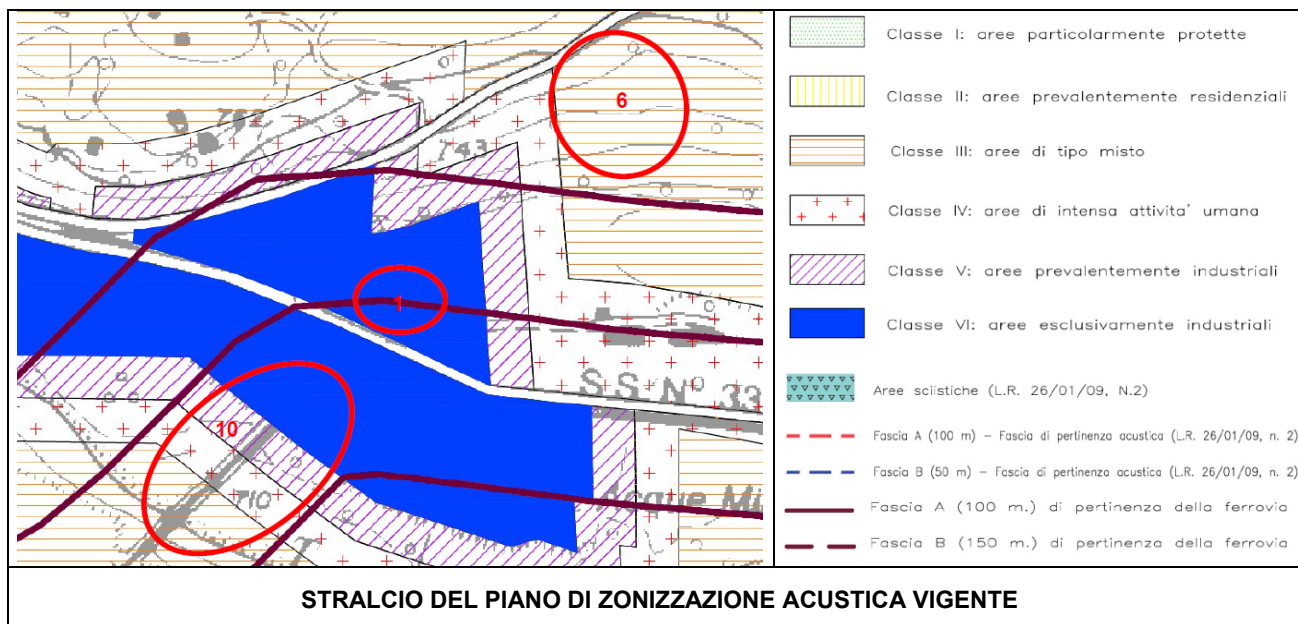 6
743
1
S.S. N° 33
10
710
Acque Mi
Classe I: aree particolarmente protette
Classe II: aree prevalentemente residenziali
Classe III: aree di tipo misto
Classe IV: aree di intensa attivita' umana
Classe V: aree prevalentemente industriali
Classe VI: aree esclusivamente industriali
Aree sciistiche (L.R. 26/01/09, N.2)
Fascia A (100 m) – Fascia di pertinenza acustica (L.R. 26/01/09, n. 2)
Fascia B (50 m) – Fascia di pertinenza acustica (L.R. 26/01/09, n. 2)
Fascia A (100 m.) di pertinenza della ferrovia
Fascia B (150 m.) di pertinenza della ferrovia
STRALCIO DEL PIANO DI ZONIZZAZIONE ACUSTICA VIGENTE